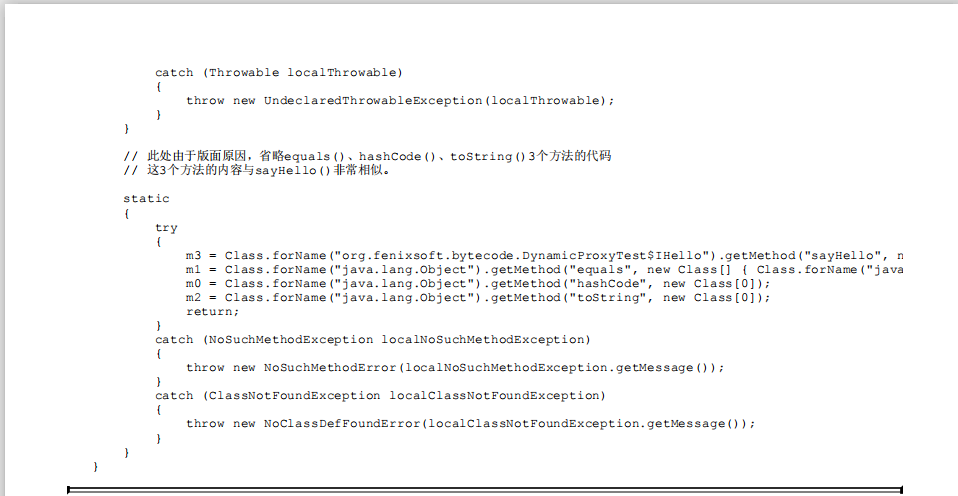 catch (Throwable localThrowable)
{
throw new UndeclaredThrowableException(localThrowable);
}
}
// 此处由于版面原因，省略equals()、hashCode()、toString()3个方法的代码
// 这3个方法的内容与sayHello()非常相似。
static
{
try
{
m3 = Class.forName("org.fenixsoft.bytecode.DynamicProxyTest$IHello").getMethod("sayHello", n
m1 = Class.forName("java.lang.Object").getMethod("equals", new Class[] { Class.forName("java
m0 = Class.forName("java.lang.Object").getMethod("hashCode", new Class[0]);
m2 = Class.forName("java.lang.Object").getMethod("toString", new Class[0]);
return;
}
catch (NoSuchMethodException localNoSuchMethodException)
{
throw new NoSuchMethodError(localNoSuchMethodException.getMessage());
}
catch (ClassNotFoundException localClassNotFoundException)
{
throw new NoClassDefFoundError(localClassNotFoundException.getMessage());
}
}
}